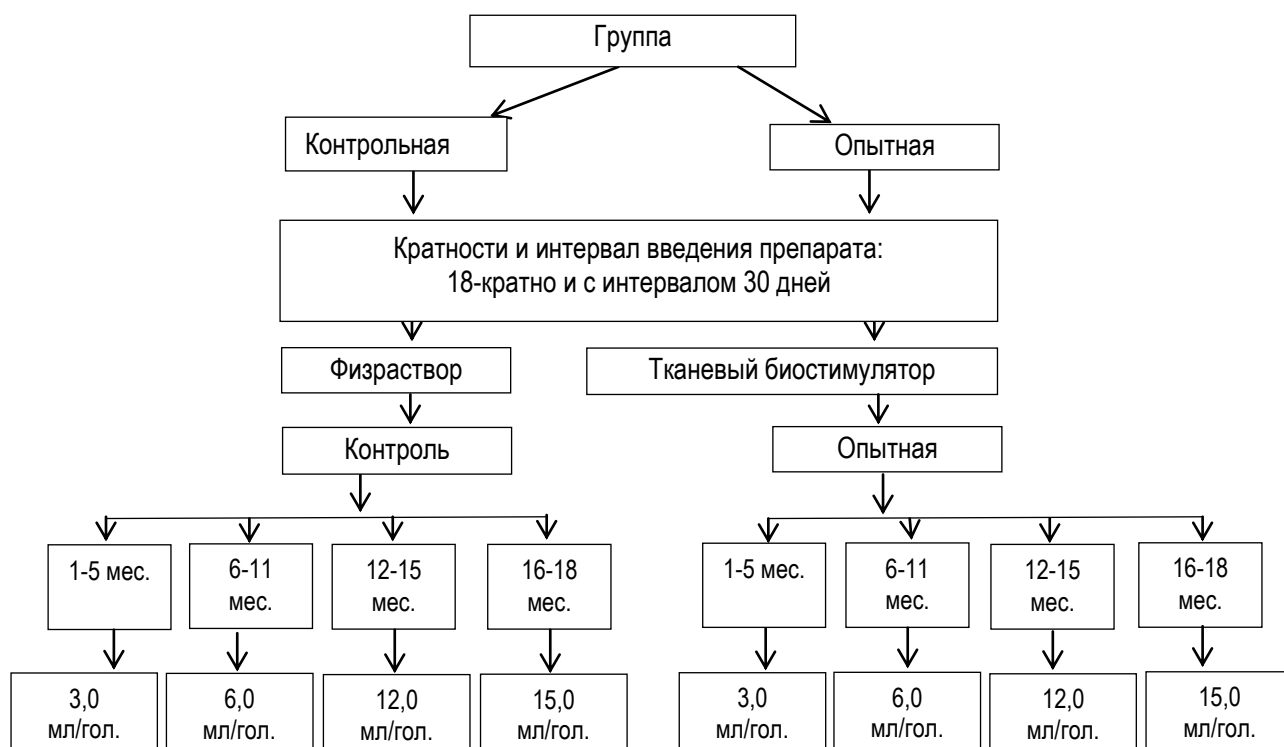 Группа
Контрольная
Опытная
Кратности и интервал введения препарата:
18-кратно и с интервалом 30 дней
Физраствор
Тканевый биостимулятор
Контроль
Опытная
1-5 мес.
6-11
мес.
12-15
мес.
16-18
мес.
1-5 мес.
6-11
мес.
12-15
мес.
16-18
мес.
3,0
мл/гол.
6,0
мл/гол.
12,0
мл/гол.
15,0
мл/гол.
3,0
мл/гол.
6,0
мл/гол.
12,0
мл/гол.
15,0
мл/гол.